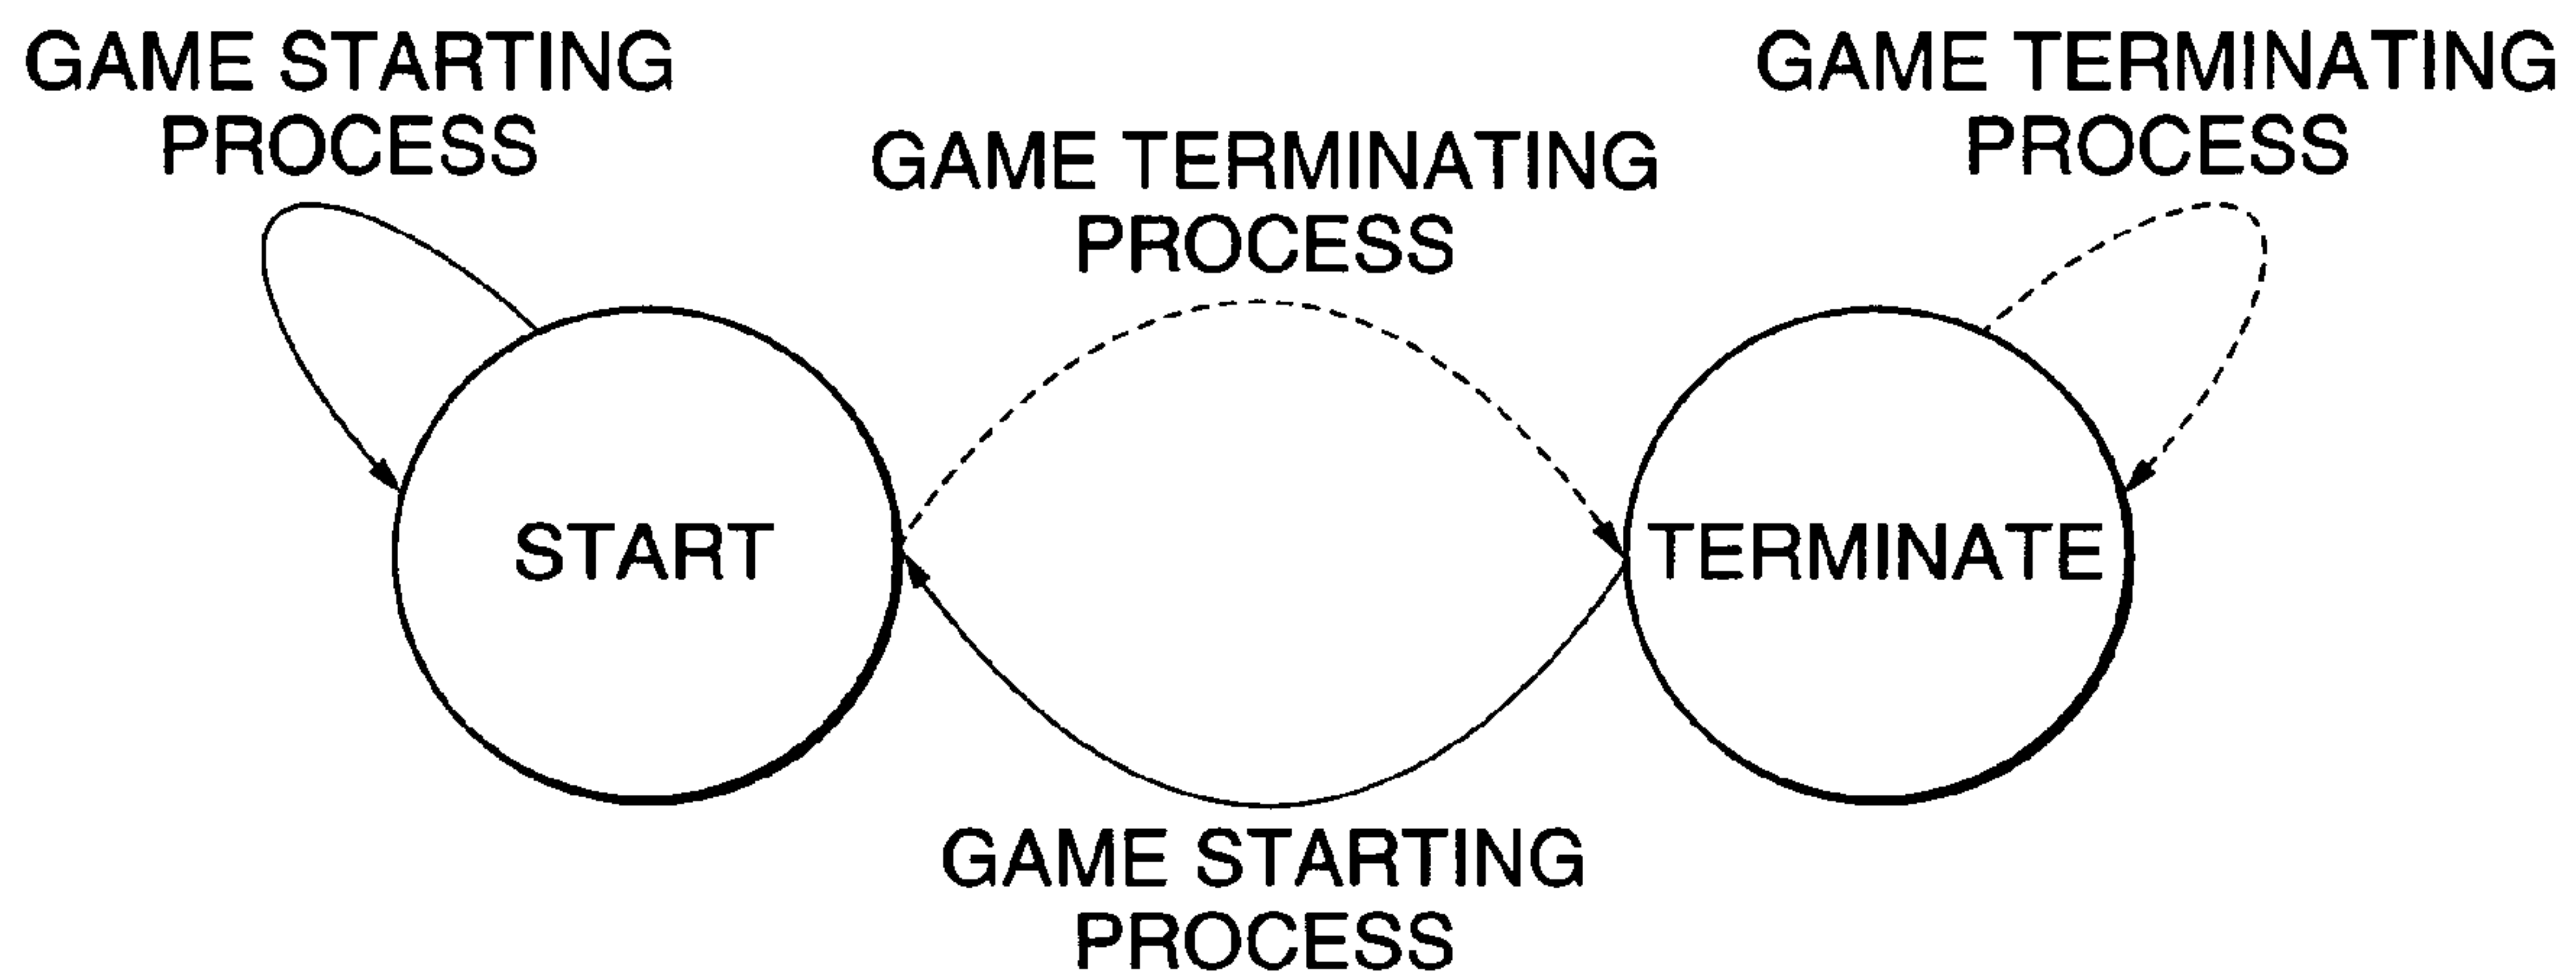 GAME STARTING
PROCESS
GAME TERMINATING
PROCESS
GAME TERMINATING
PROCESS
START
TERMINATE
GAME STARTING
PROCESS